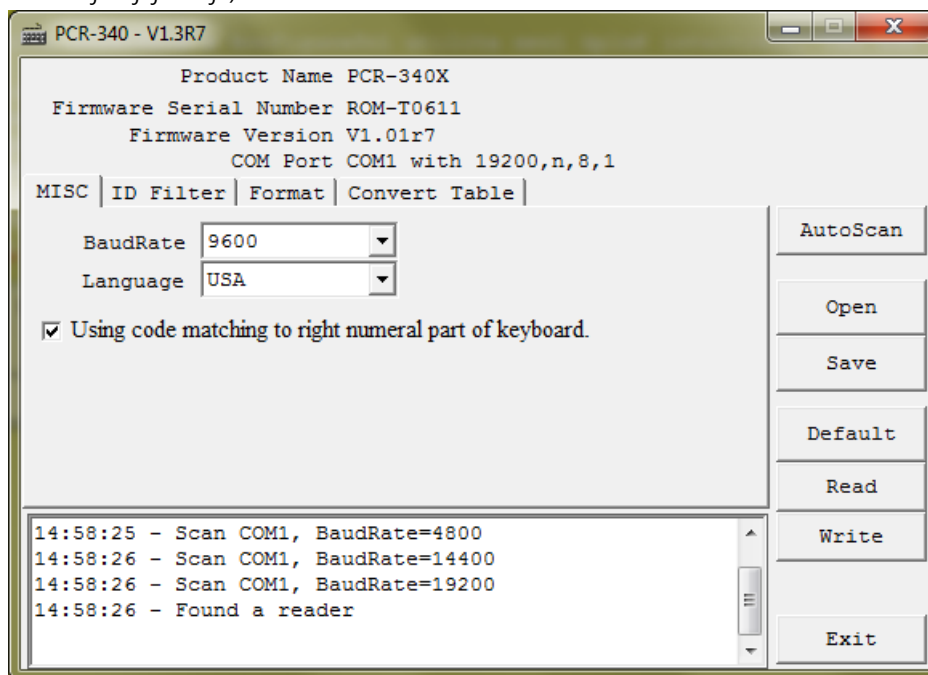 PCR-340 - V1.3R7
Product Name PCR-340X
Firmware Serial Number ROM-T0611
Firmware Version V1.01r7
COM Port COM1 with 19200,n,8,1
MISC ID Filter Format Convert Table
BaudRate 9600
Language USA
Using code matching to right numeral part of keyboard.
AutoScan
Open
Save
Default
Read
Write
Exit
14:58:25 - Scan COM1, BaudRate=4800
14:58:26 - Scan COM1, BaudRate=14400
14:58:26 - Scan COM1, BaudRate=19200
14:58:26 - Found a reader